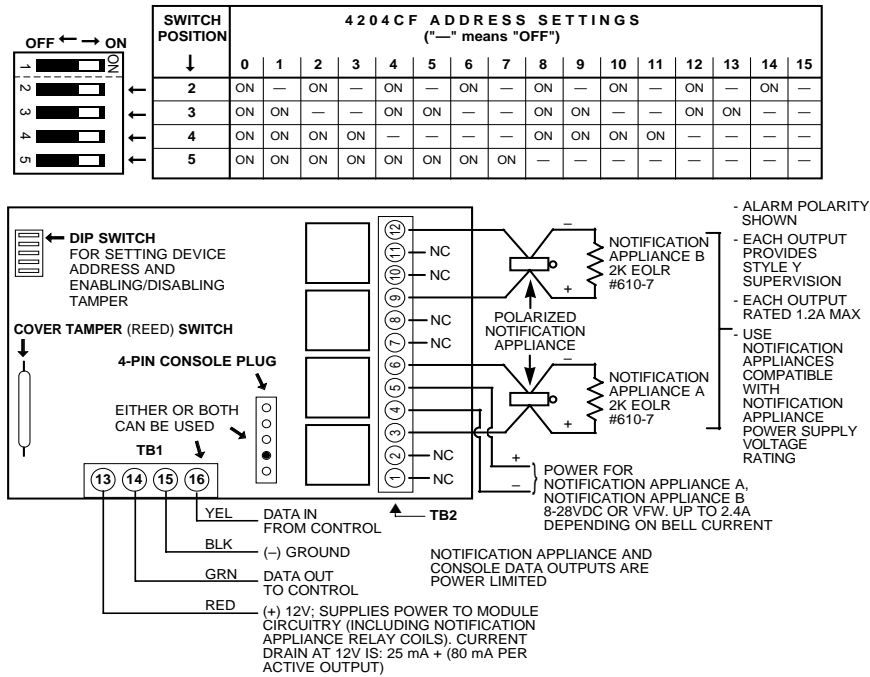 SWITCH POSITION
4204CF ADDRESS SETTINGS
("—" means "OFF")
OFF ← → ON
↓ 0 1 2 3 4 5 6 7 8 9 10 11 12 13 14 15
2 ON — ON — ON — ON — ON — ON — ON — ON —
3 ON ON — — ON ON — — ON ON — — ON ON — —
4 ON ON ON ON — — — — ON ON ON ON — — — —
5 ON ON ON ON ON ON ON ON — — — — — — — —
ON
1
2
3
4
5
DIP SWITCH
FOR SETTING DEVICE
ADDRESS AND
ENABLING/DISABLING
TAMPER
COVER TAMPER (REED) SWITCH
4-PIN CONSOLE PLUG
EITHER OR BOTH
CAN BE USED
TB1
13 14 15 16
12
11 NC
10 NC
9
8 NC
7 NC
6
5
4
3
2 NC
1 NC
TB2
–
+
NOTIFICATION
APPLIANCE B
2K EOLR
#610-7
POLARIZED
NOTIFICATION
APPLIANCE
–
+
NOTIFICATION
APPLIANCE A
2K EOLR
#610-7
+
–
POWER FOR
NOTIFICATION APPLIANCE A,
NOTIFICATION APPLIANCE B
8-28VDC OR VFW. UP TO 2.4A
DEPENDING ON BELL CURRENT
- ALARM POLARITY
SHOWN
- EACH OUTPUT
PROVIDES
STYLE Y
SUPERVISION
- EACH OUTPUT
RATED 1.2A MAX
- USE
NOTIFICATION
APPLIANCES
COMPATIBLE
WITH
NOTIFICATION
APPLIANCE
POWER SUPPLY
VOLTAGE
RATING
YEL DATA IN
FROM CONTROL
BLK (–) GROUND
GRN DATA OUT
TO CONTROL
RED (+) 12V; SUPPLIES POWER TO MODULE
CIRCUITRY (INCLUDING NOTIFICATION
APPLIANCE RELAY COILS). CURRENT
DRAIN AT 12V IS: 25 mA + (80 mA PER
ACTIVE OUTPUT)
NOTIFICATION APPLIANCE AND
CONSOLE DATA OUTPUTS ARE
POWER LIMITED